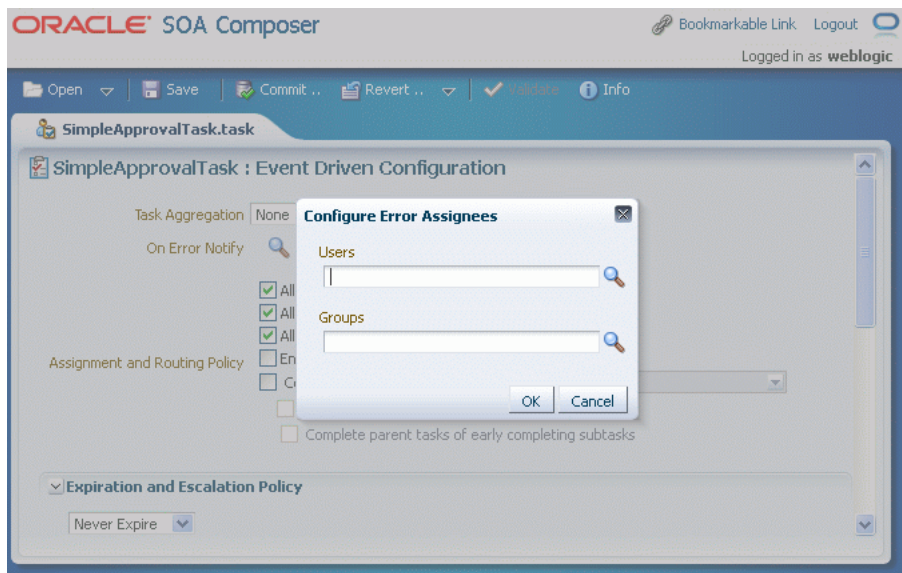 ORACLE' SOA Composer
Bookmarkable Link Logout
Logged in as weblogic
Open Save Commit .. Revert .. Validate Info
SimpleApprovalTask.task
SimpleApprovalTask : Event Driven Configuration
Task Aggregation None
Configure Error Assignees
On Error Notify
Users
All
All
Groups
All
Assignment and Routing Policy
En
OK Cancel
Complete parent tasks of early completing subtasks
Expiration and Escalation Policy
Never Expire